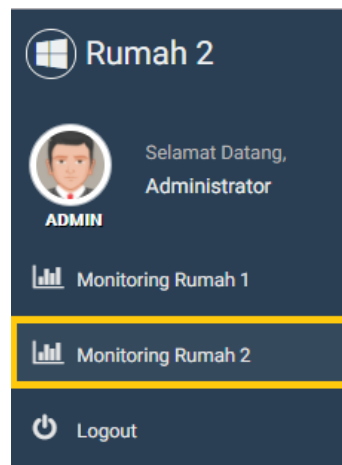 Rumah 2
Selamat Datang,
Administrator
ADMIN
Monitoring Rumah 1
Monitoring Rumah 2
Logout